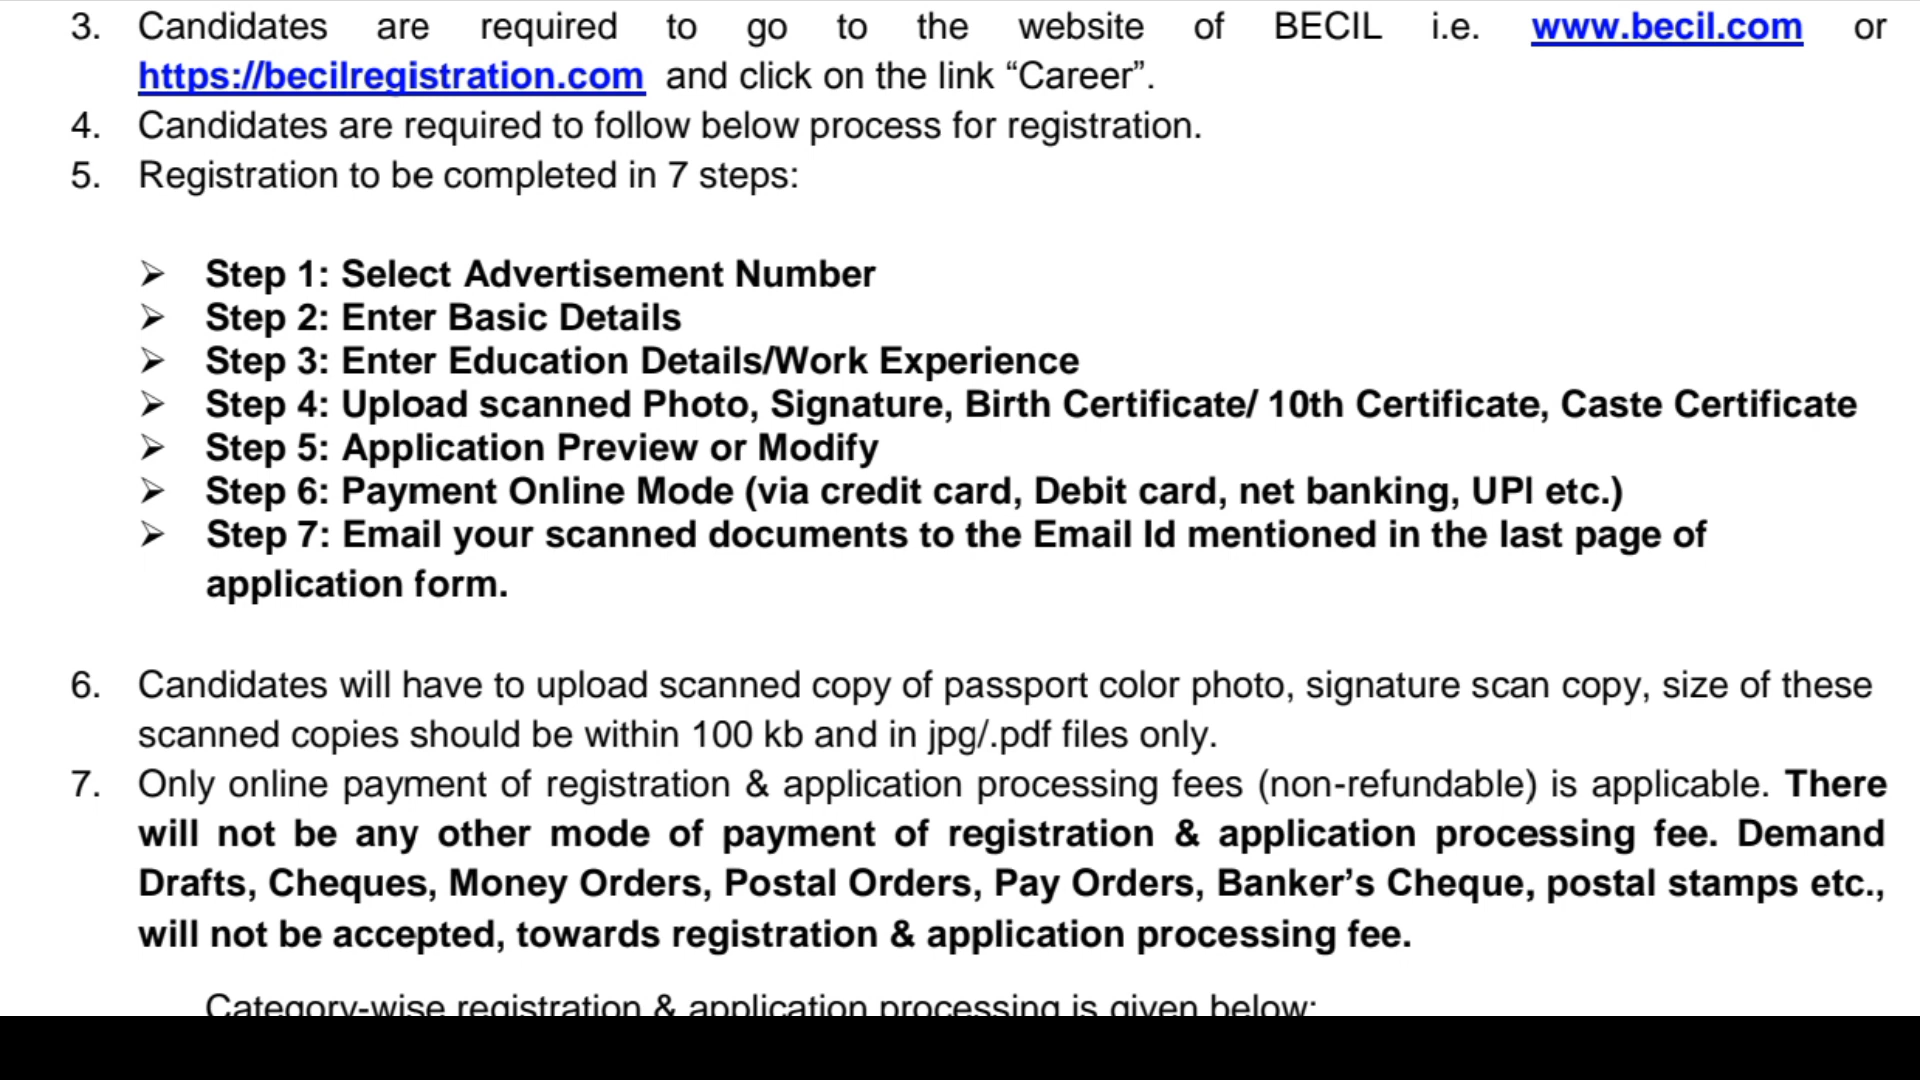 3. Candidates are required to go to the website of BECIL i.e. www.becil.com or
https://becilregistration.com and click on the link “Career”.
4. Candidates are required to follow below process for registration.
5. Registration to be completed in 7 steps:
➢ Step 1: Select Advertisement Number
➢ Step 2: Enter Basic Details
➢ Step 3: Enter Education Details/Work Experience
➢ Step 4: Upload scanned Photo, Signature, Birth Certificate/ 10th Certificate, Caste Certificate
➢ Step 5: Application Preview or Modify
➢ Step 6: Payment Online Mode (via credit card, Debit card, net banking, UPI etc.)
➢ Step 7: Email your scanned documents to the Email Id mentioned in the last page of
application form.
6. Candidates will have to upload scanned copy of passport color photo, signature scan copy, size of these
scanned copies should be within 100 kb and in jpg/.pdf files only.
7. Only online payment of registration & application processing fees (non-refundable) is applicable. There
will not be any other mode of payment of registration & application processing fee. Demand
Drafts, Cheques, Money Orders, Postal Orders, Pay Orders, Banker’s Cheque, postal stamps etc.,
will not be accepted, towards registration & application processing fee.
Category-wise registration & application processing is given below: